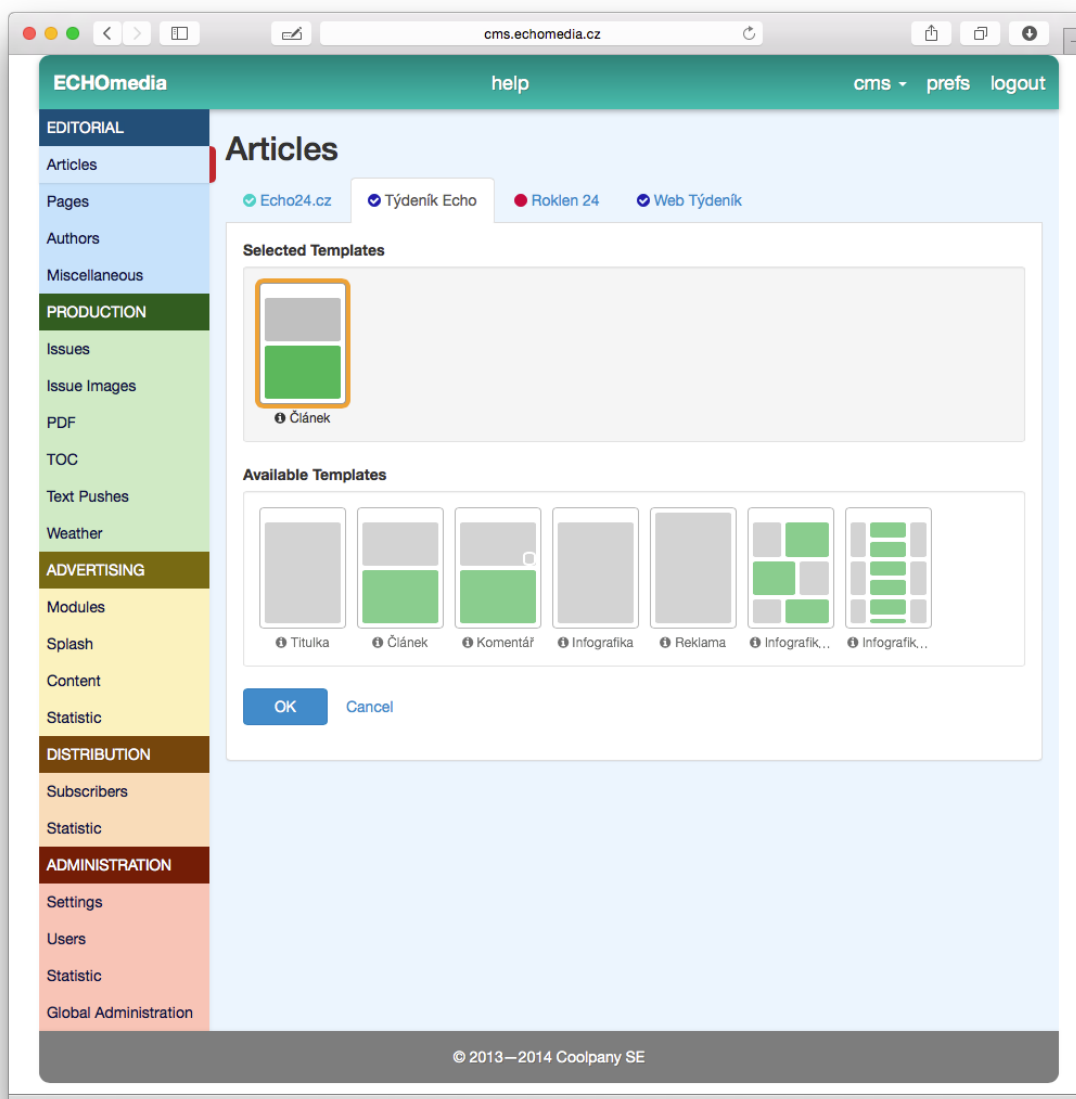 cms.echomedia.cz
ECHOmedia help cms prefs logout
EDITORIAL
Articles
Pages
Authors
Miscellaneous
PRODUCTION
Issues
Issue Images
PDF
TOC
Text Pushes
Weather
ADVERTISING
Modules
Splash
Content
Statistic
DISTRIBUTION
Subscribers
Statistic
ADMINISTRATION
Settings
Users
Statistic
Global Administration
Articles
Echo24.cz Týdeník Echo Roklen 24 Web Týdeník
Selected Templates
Článek
Available Templates
Titulka Článek Komentář Infografika Reklama Infografik... Infografik...
OK Cancel
© 2013—2014 Coolpany SE